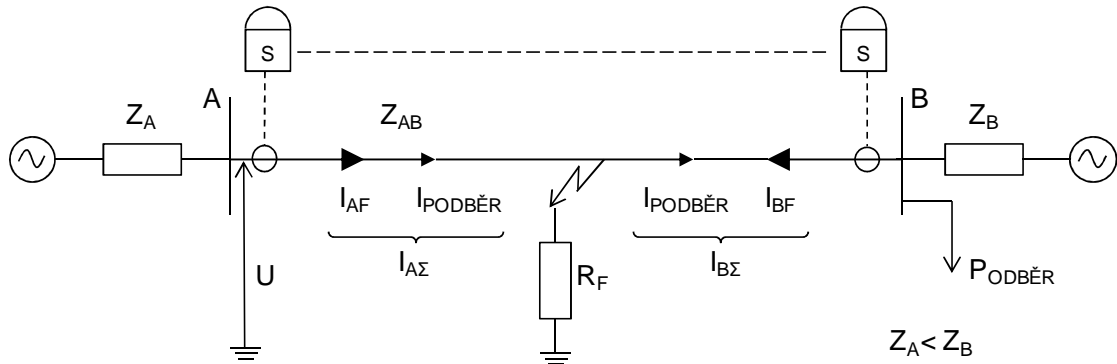 S
S
A
B
Z_A
Z_AB
Z_B
I_AF
I_PODBĚR
I_PODBĚR
I_BF
I_AΣ
I_BΣ
U
R_F
P_ODBĚR
Z_A< Z_B